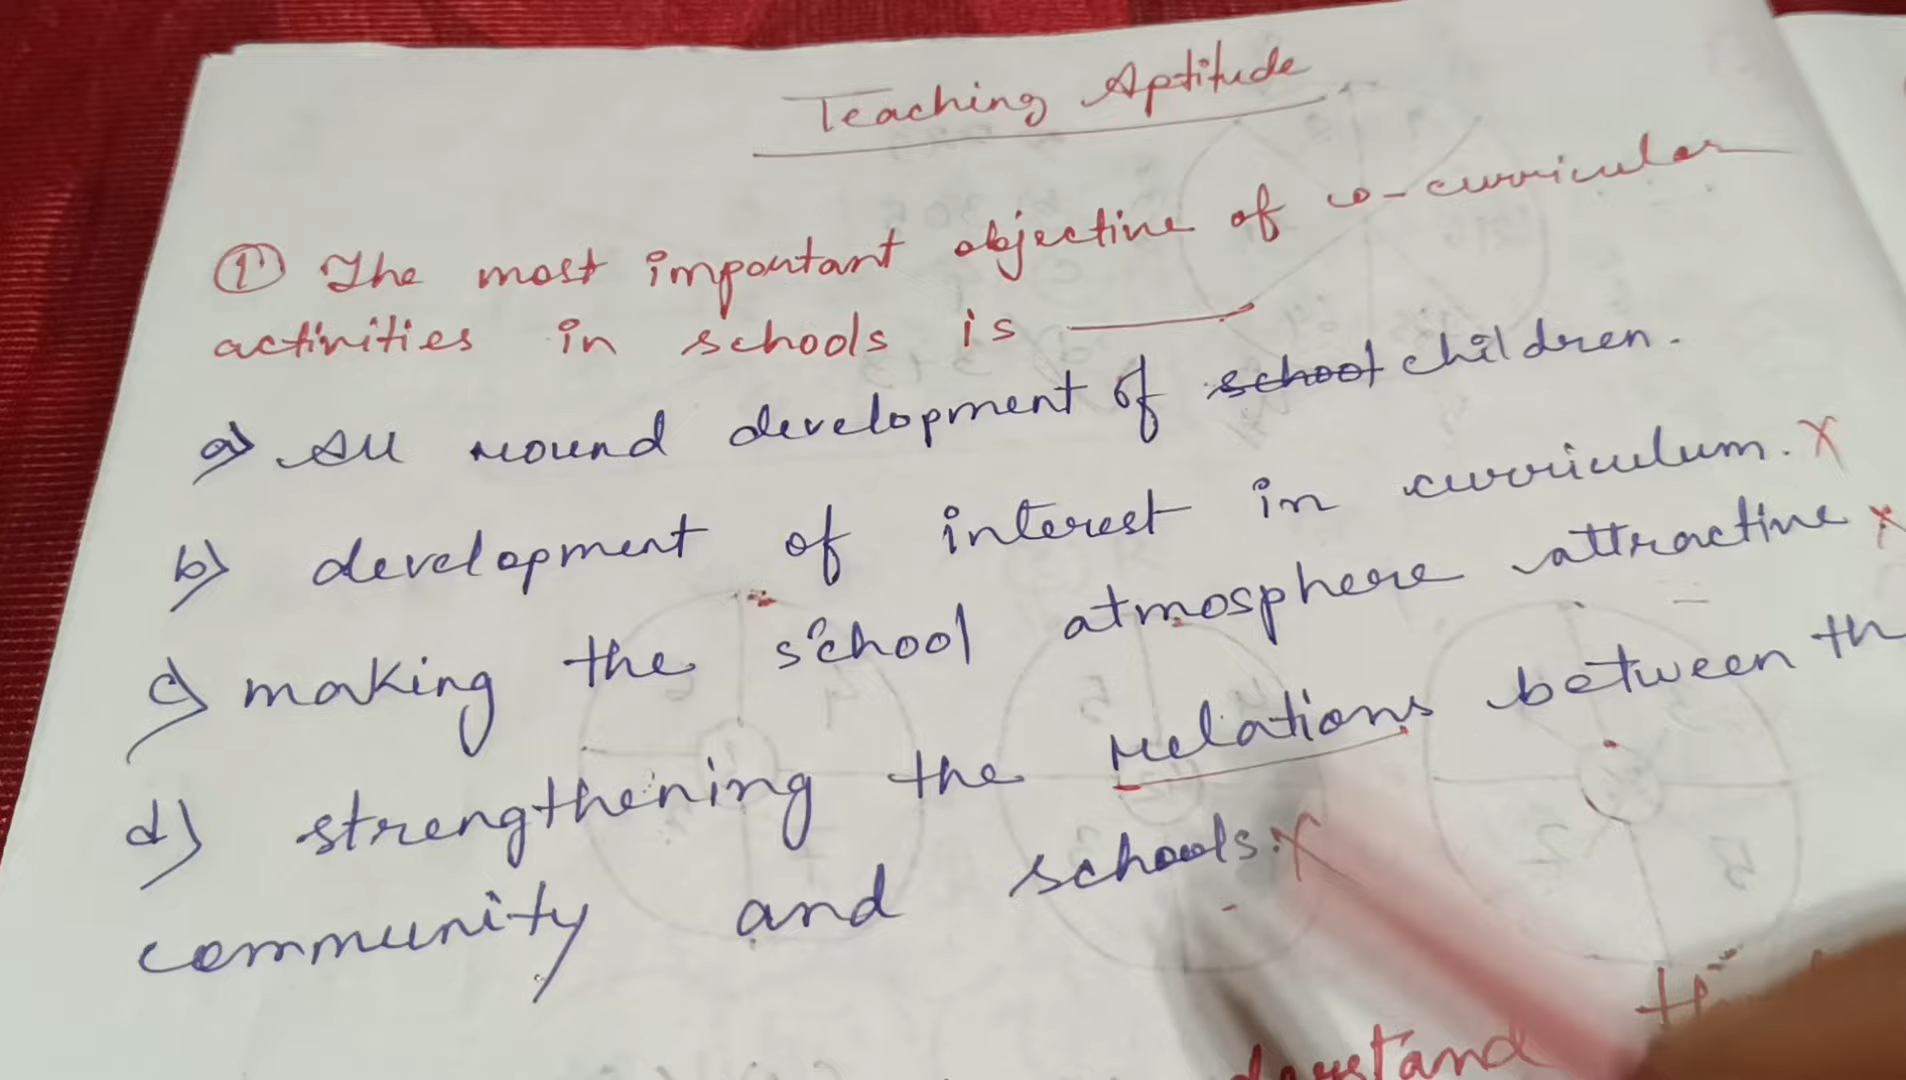 Teaching Aptitude
① The most important objective of co-curricular
activities in schools is ———
a) All round development of school children.
b) development of interest in curriculum. X
c) making the school atmosphere attractive x
d) strengthening the relations between th
community and schools. X